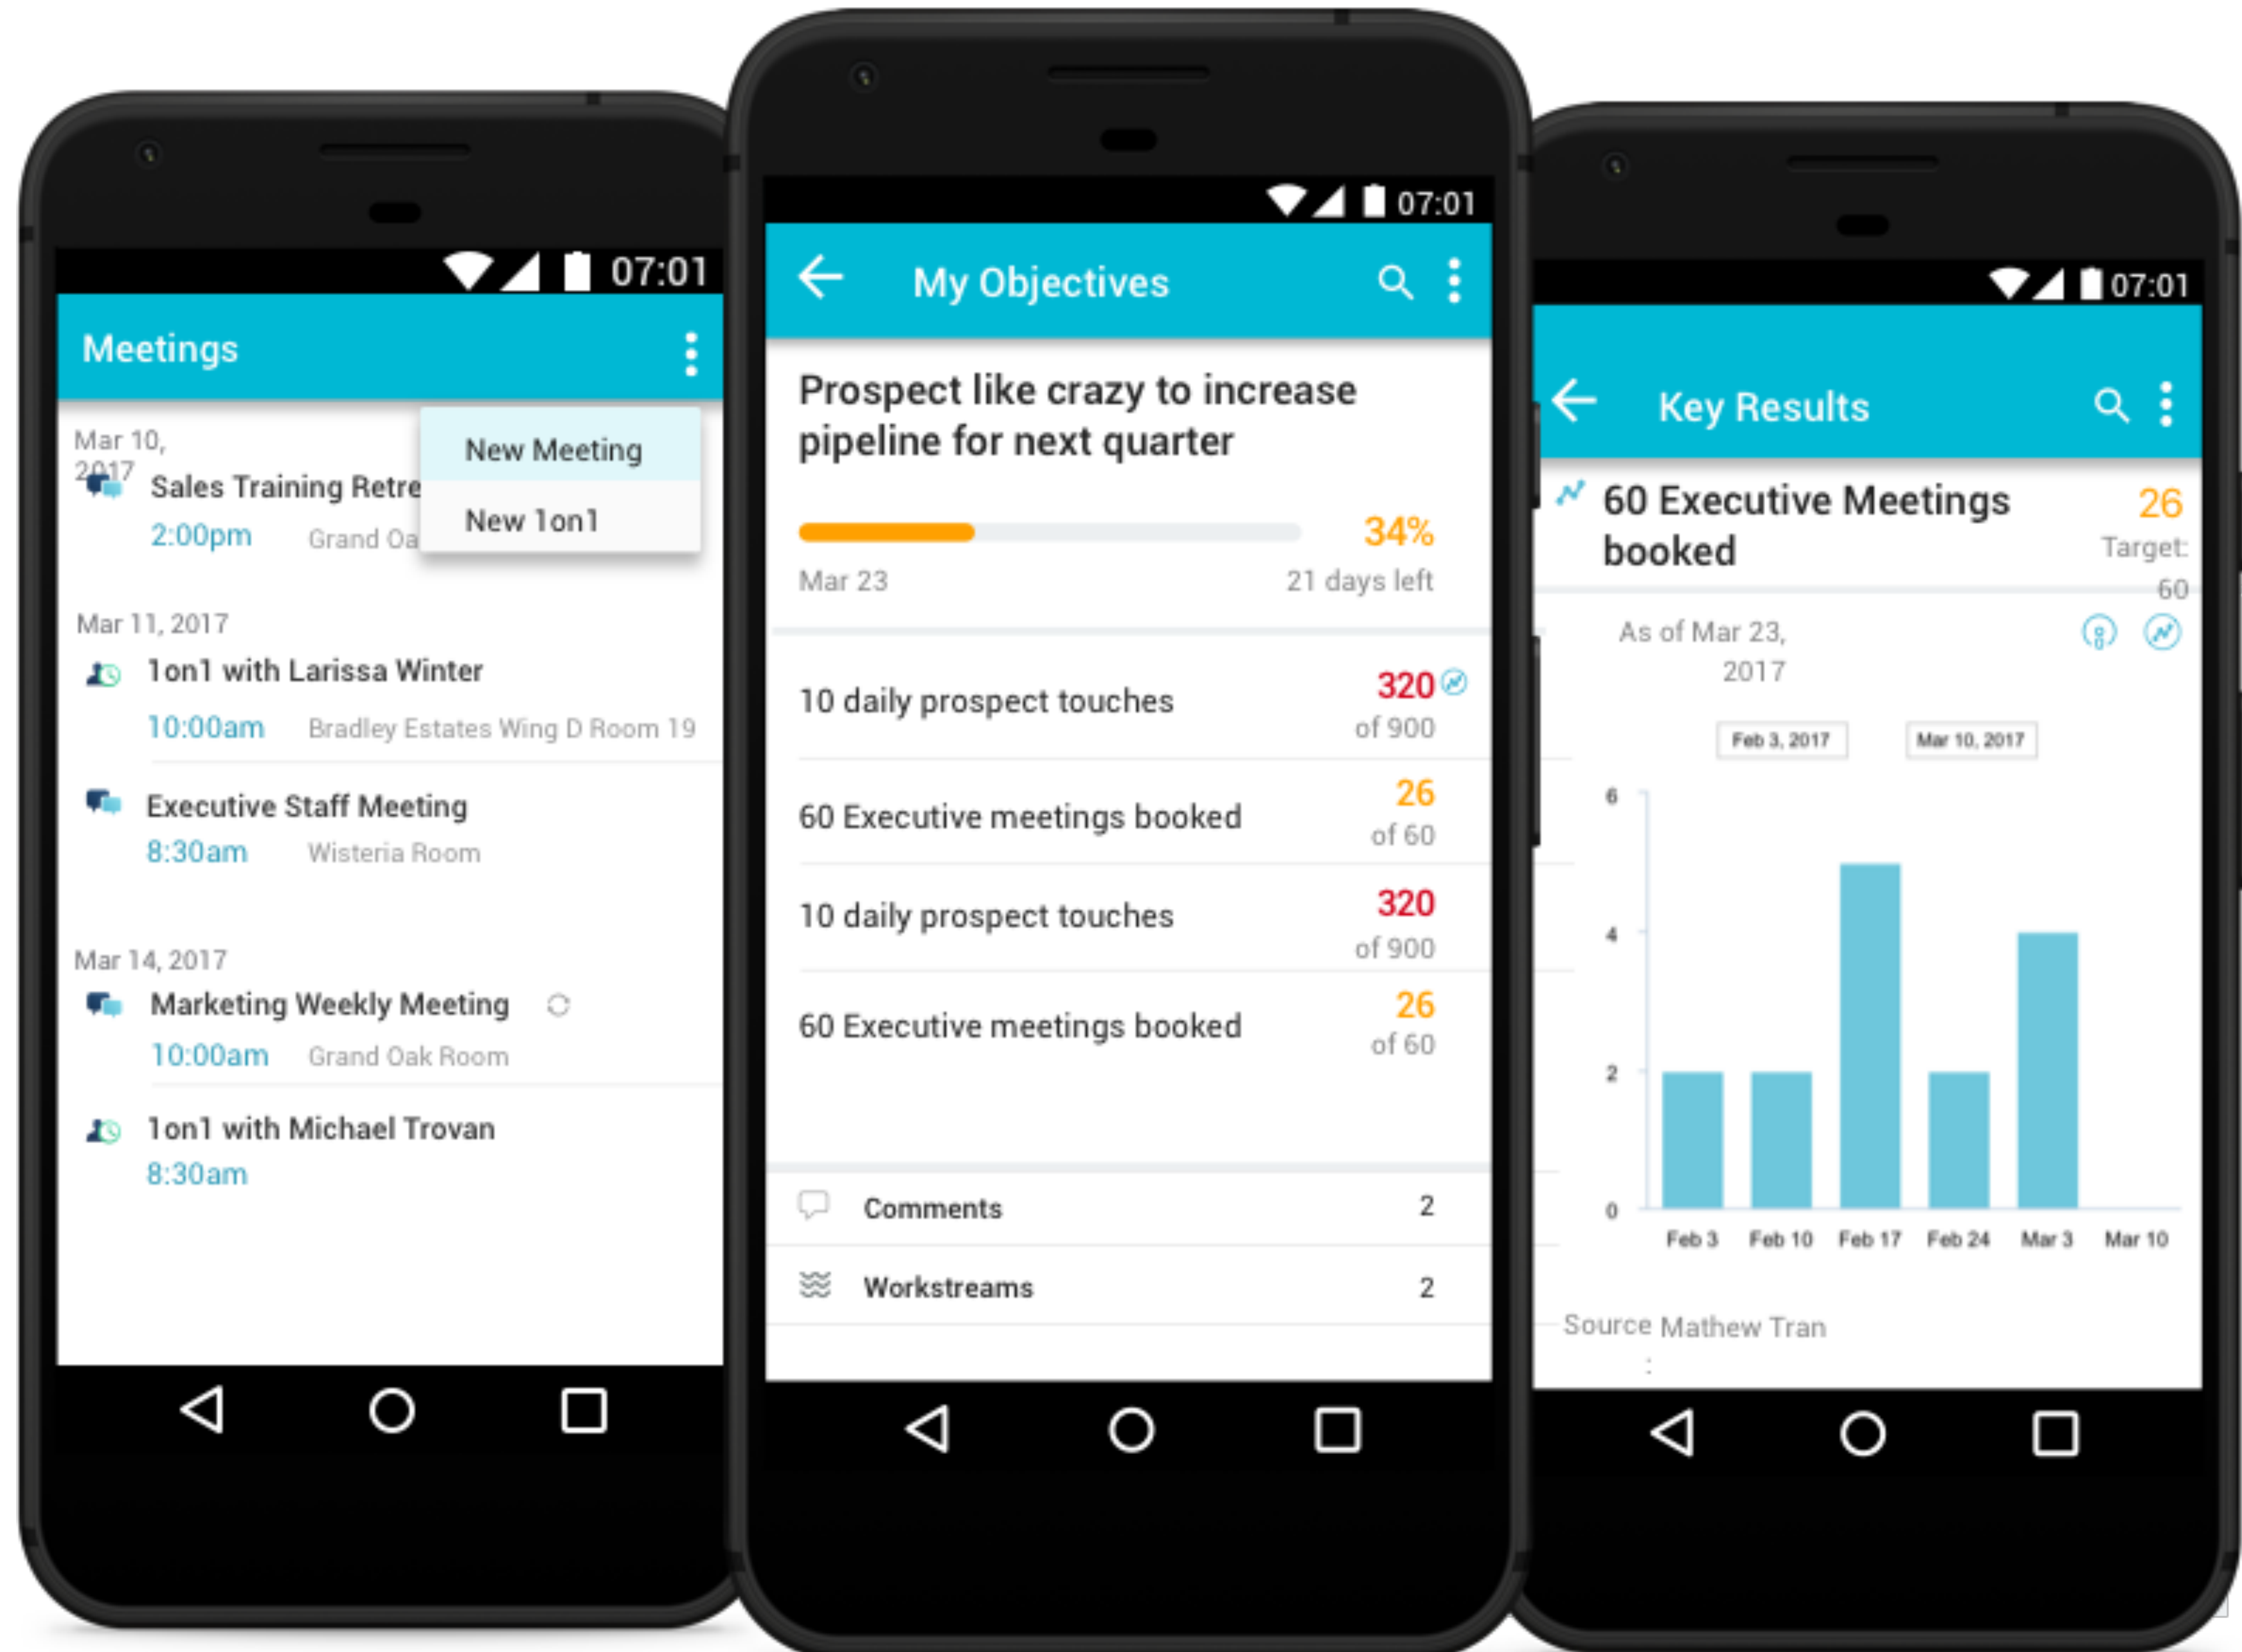 07:01
Meetings
New Meeting
New 1on1
Mar 10,
2017
Sales Training
2:00pm Grand
Mar 11, 2017
1on1 with Larissa Winter
10:00am Bradley Estates Wing D Room 19
Executive Staff Meeting
8:30am Wisteria Room
Mar 14, 2017
Marketing Weekly Meeting
10:00am Grand Oak Room
1on1 with Michael Trovan
8:30am
07:01
My Objectives
Prospect like crazy to increase
pipeline for next quarter
34%
Mar 23 21 days left
10 daily prospect touches 320
of 900
60 Executive meetings booked 26
of 60
10 daily prospect touches 320
of 900
60 Executive meetings booked 26
of 60
Comments 2
Workstreams 2
07:01
Key Results
60 Executive Meetings 26
booked Target:
60
As of Mar 23,
2017
Feb 3, 2017 Mar 10, 2017
6
4
2
0
Feb 3 Feb 10 Feb 17 Feb 24 Mar 3 Mar 10
Source Mathew Tran
: